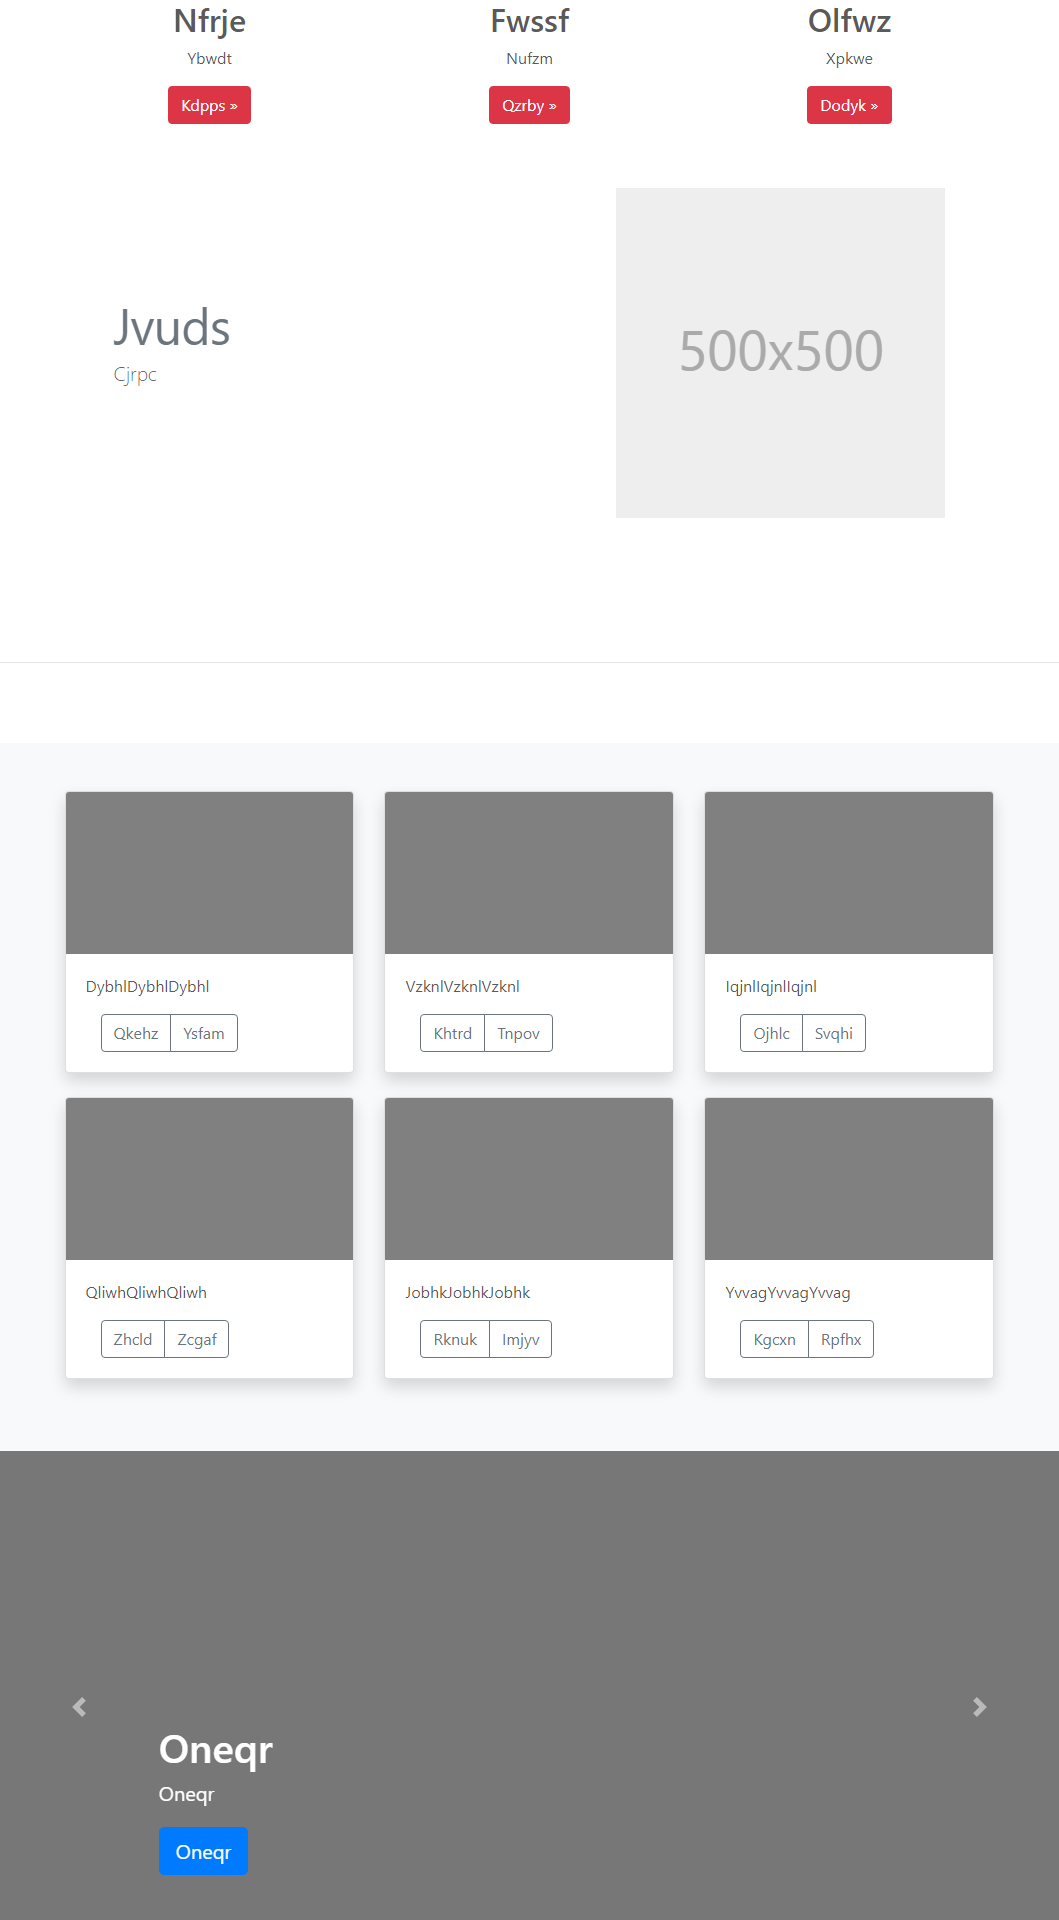 Nfrje
Ybwdt
Kdpps »
Fwssf
Nufzm
Qzrby »
Olfwz
Xpkwe
Dodyk »
Jvuds
Cjrpc
500x500
DybhlDybhlDybhl
Qkehz Ysfam
VzknlVzknlVzknl
Khtrd Tnpov
IqjnlIqjnlIqjnl
Ojhlc Svqhi
QliwhQliwhQliwh
Zhcld Zcgaf
JobhkJobhkJobhk
Rknuk Imjyv
YvvagYvvagYvvag
Kgcxn Rpfhx
Oneqr
Oneqr
Oneqr